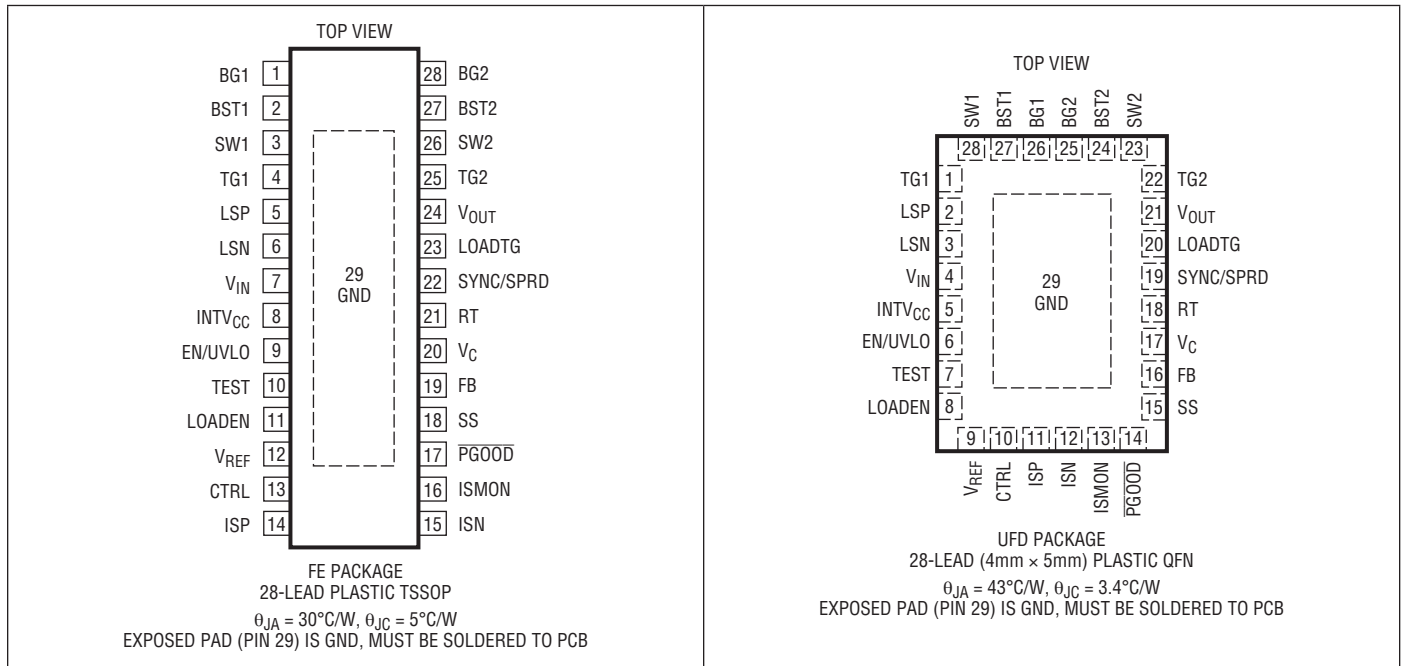 TOP VIEW
BG1 1 28 BG2
BST1 2 27 BST2
SW1 3 26 SW2
TG1 4 25 TG2
LSP 5 24 VOUT
LSN 6 23 LOADTG
VIN 7 22 SYNC/SPRD
INTVCC 8 21 RT
EN/UVLO 9 20 VC
TEST 10 19 FB
LOADEN 11 18 SS
VREF 12 17 PGOOD
CTRL 13 16 ISMON
ISP 14 15 ISN
29
GND
FE PACKAGE
28-LEAD PLASTIC TSSOP
θJA = 30°C/W, θJC = 5°C/W
EXPOSED PAD (PIN 29) IS GND, MUST BE SOLDERED TO PCB
TOP VIEW
SW1 BST1 BG1 BG2 BST2 SW2
28 27 26 25 24 23
TG1 1 22 TG2
LSP 2 21 VOUT
LSN 3 20 LOADTG
VIN 4 19 SYNC/SPRD
INTVCC 5 18 RT
EN/UVLO 6 17 VC
TEST 7 16 FB
LOADEN 8 15 SS
29
GND
9 10 11 12 13 14
VREF CTRL ISP ISN ISMON PGOOD
UFD PACKAGE
28-LEAD (4mm × 5mm) PLASTIC QFN
θJA = 43°C/W, θJC = 3.4°C/W
EXPOSED PAD (PIN 29) IS GND, MUST BE SOLDERED TO PCB